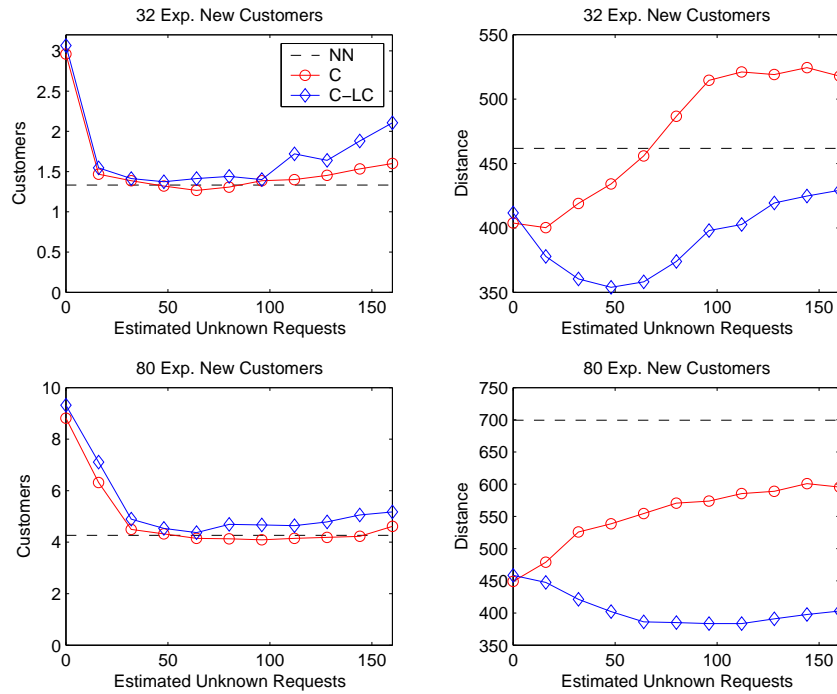 32 Exp. New Customers
3
2.5
2
1.5
1
0.5
0
Customers
NN
C
C-LC
0
50
100
150
Estimated Unknown Requests
32 Exp. New Customers
550
500
450
400
350
Distance
0
50
100
150
Estimated Unknown Requests
80 Exp. New Customers
10
8
6
4
2
0
Customers
0
50
100
150
Estimated Unknown Requests
80 Exp. New Customers
750
700
650
600
550
500
450
400
350
Distance
0
50
100
150
Estimated Unknown Requests